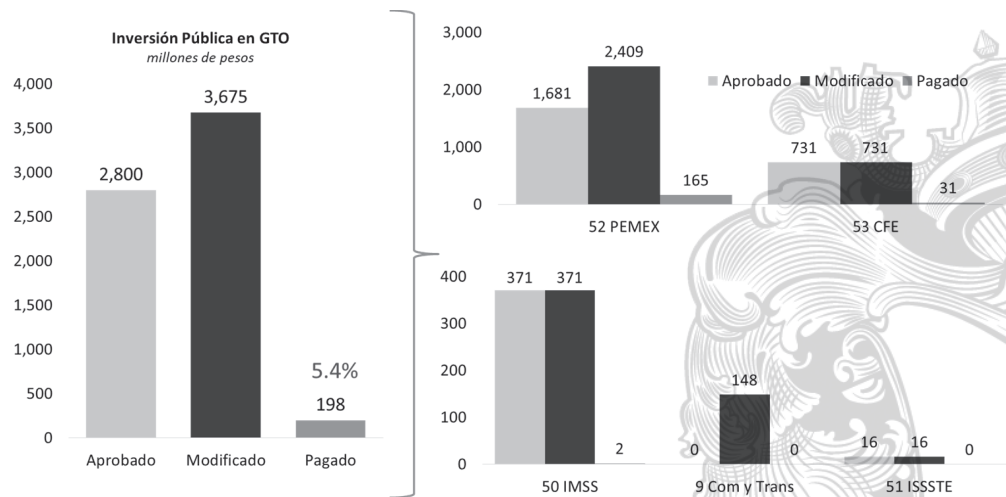 Inversión Pública en GTO
millones de pesos
4,000
3,500
3,000
2,500
2,000
1,500
1,000
500
0
2,800
3,675
5.4%
198
Aprobado
Modificado
Pagado
3,000
2,000
1,000
0
Aprobado
Modificado
Pagado
1,681
2,409
165
731
731
31
52 PEMEX
53 CFE
400
300
200
100
0
371
371
2
0
148
0
16
16
0
50 IMSS
9 Com y Trans
51 ISSSTE